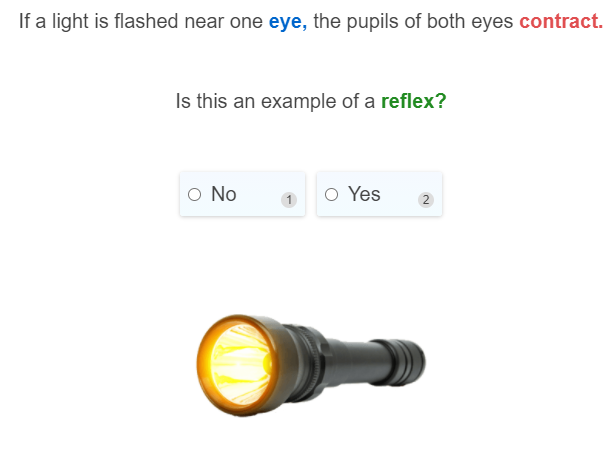 If a light is flashed near one eye, the pupils of both eyes contract.
Is this an example of a reflex?
No 1
Yes 2